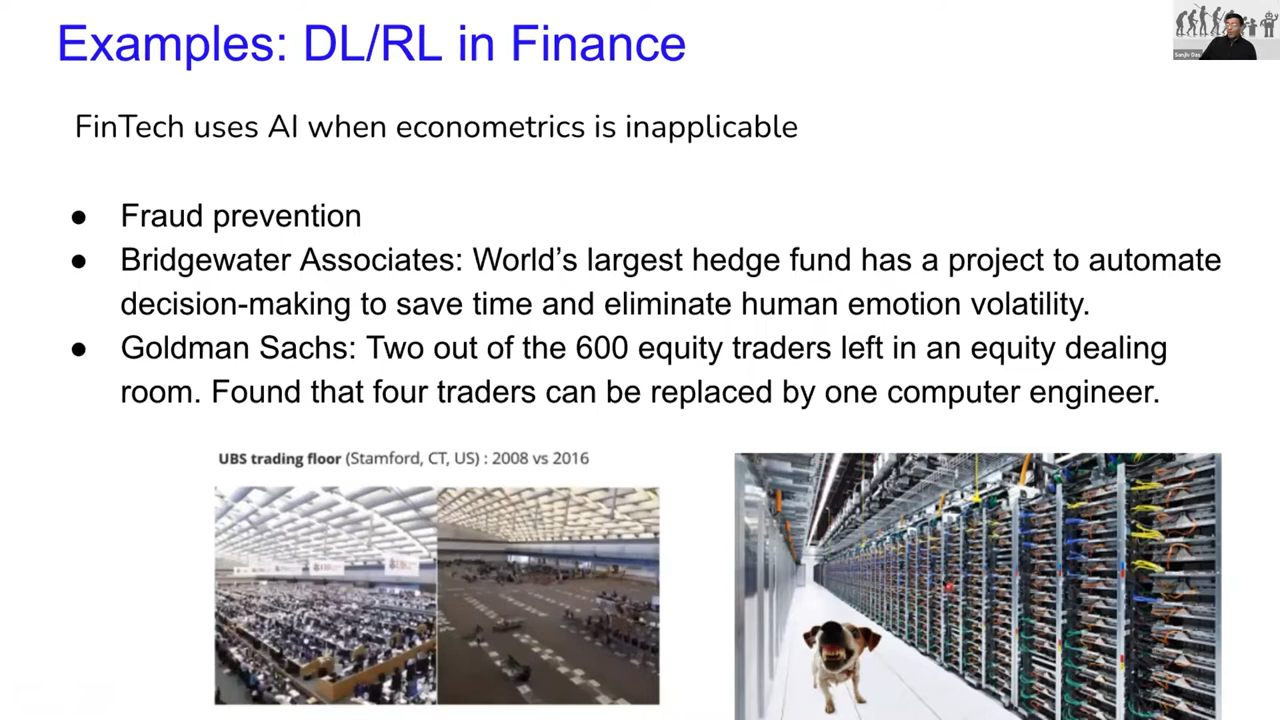 Examples: DL/RL in Finance
Sanjiv Das
FinTech uses AI when econometrics is inapplicable
● Fraud prevention
● Bridgewater Associates: World’s largest hedge fund has a project to automate
decision-making to save time and eliminate human emotion volatility.
● Goldman Sachs: Two out of the 600 equity traders left in an equity dealing
room. Found that four traders can be replaced by one computer engineer.
UBS trading floor (Stamford, CT, US) : 2008 vs 2016